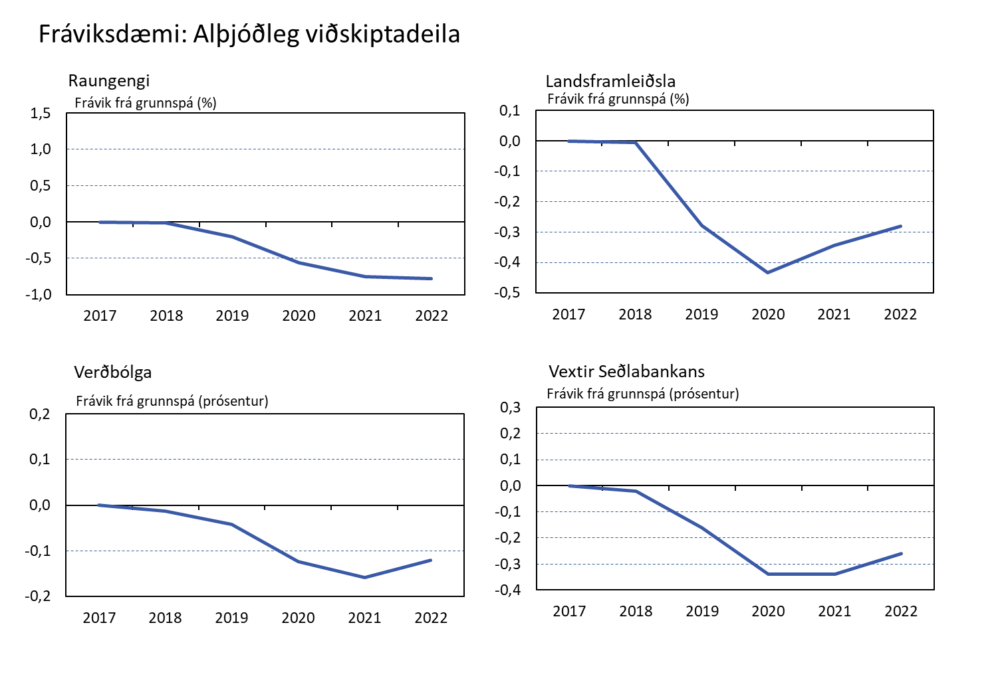 Fráviksdæmi: Alþjóðleg viðskiptadeila
Raungengi
Frávik frá grunnspá (%)
1,5
1,0
0,5
0,0
-0,5
-1,0
2017 2018 2019 2020 2021 2022
Landsframleiðsla
Frávik frá grunnspá (%)
0,1
0,0
-0,1
-0,2
-0,3
-0,4
-0,5
2017 2018 2019 2020 2021 2022
Verðbólga
Frávik frá grunnspá (prósentur)
0,2
0,1
0,0
-0,1
-0,2
2017 2018 2019 2020 2021 2022
Vextir Seðlabankans
Frávik frá grunnspá (prósentur)
0,3
0,2
0,1
0,0
-0,1
-0,2
-0,3
-0,4
2017 2018 2019 2020 2021 2022